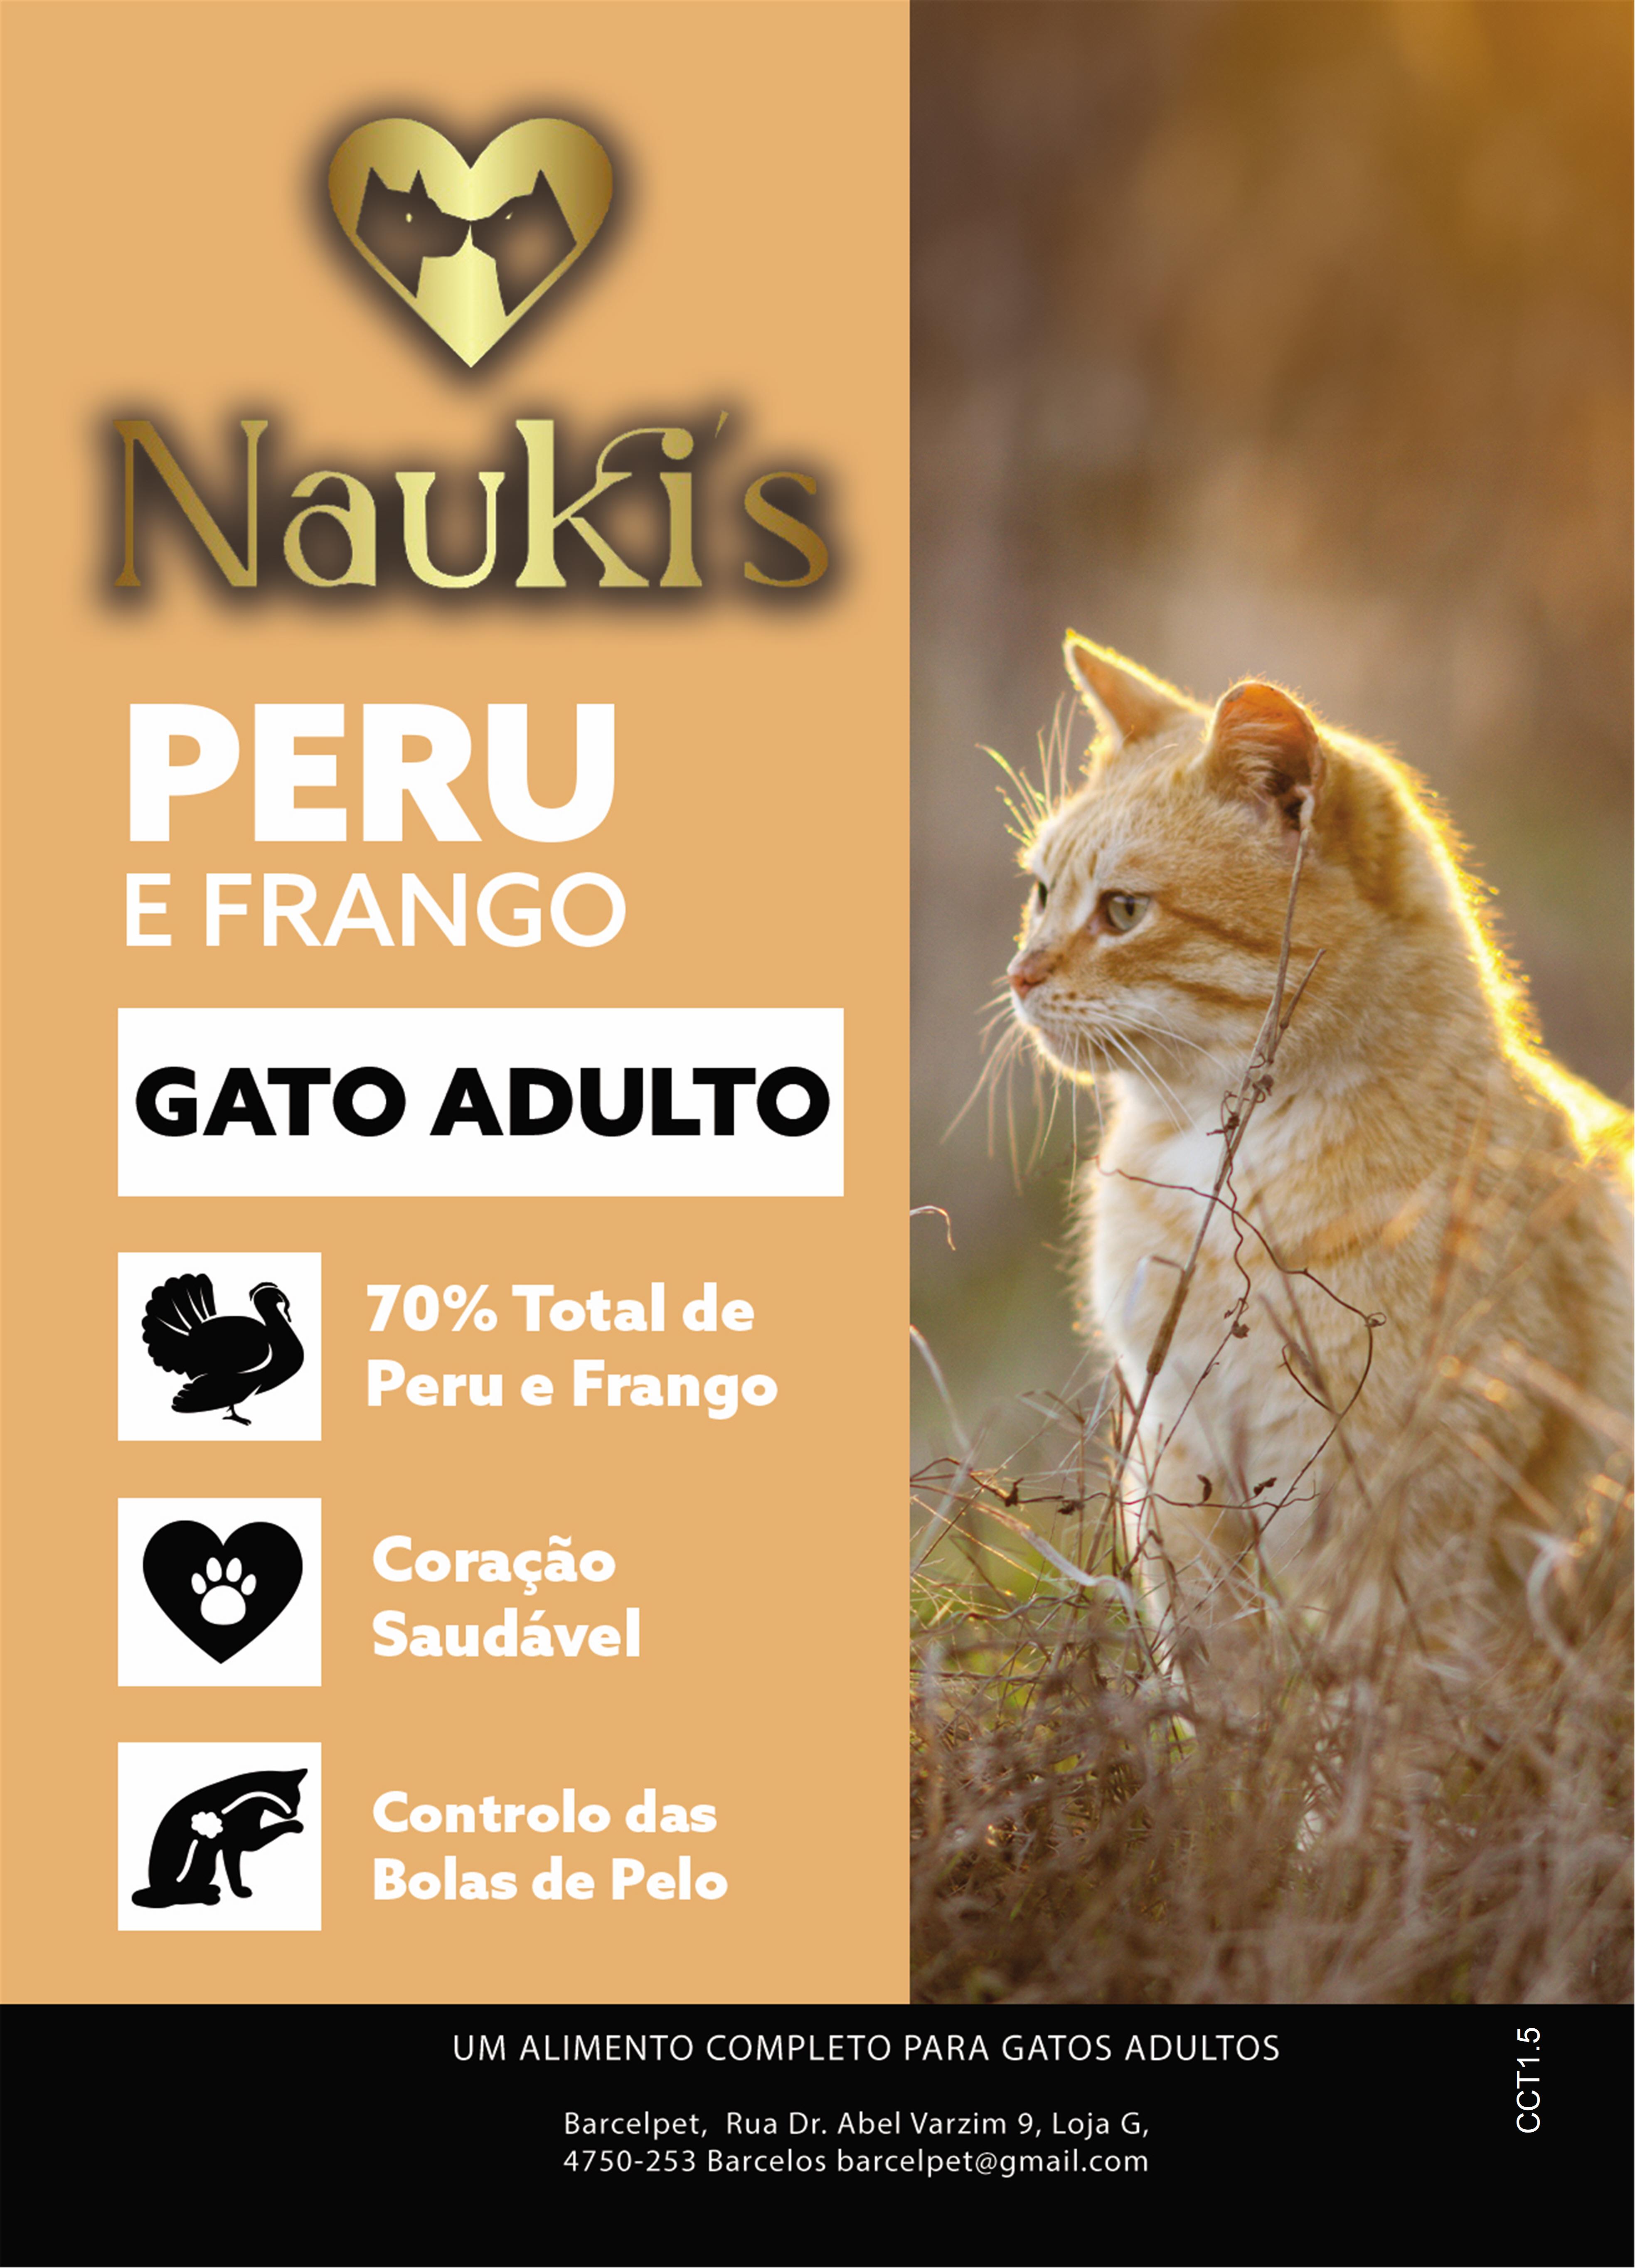 Nauki's
PERU
E FRANGO
GATO ADULTO
70% Total de
Peru e Frango
Coração
Saudável
Controlo das
Bolas de Pelo
UM ALIMENTO COMPLETO PARA GATOS ADULTOS
Barcelpet, Rua Dr. Abel Varzim 9, Loja G,
4750-253 Barcelos barcelpet@gmail.com
CCT1.5